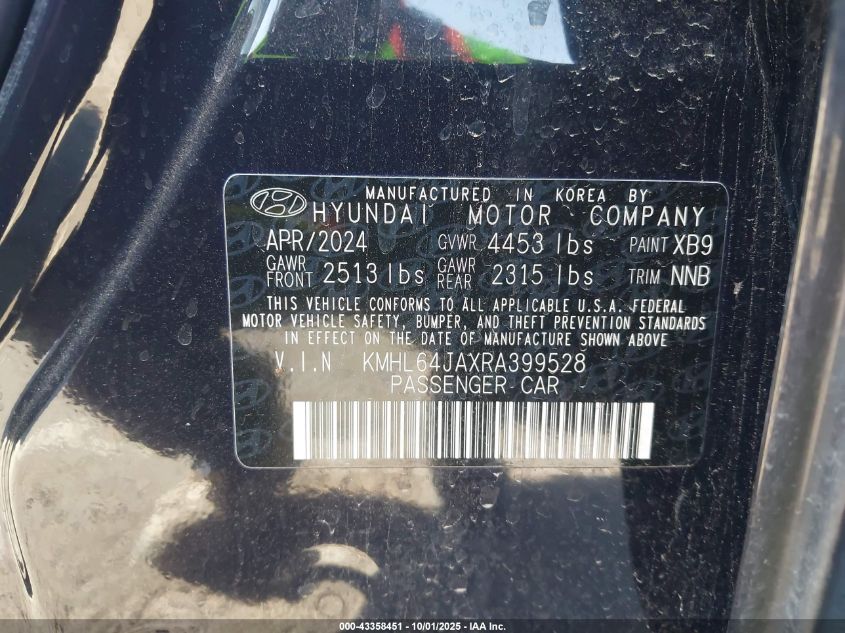 MANUFACTURED IN KOREA BY
HYUNDAI MOTOR COMPANY
APR/2024 GVWR 4453 lbs PAINT XB9
GAWR FRONT 2513 lbs GAWR REAR 2315 lbs TRIM NNB
THIS VEHICLE CONFORMS TO ALL APPLICABLE U.S.A. FEDERAL
MOTOR VEHICLE SAFETY, BUMPER, AND THEFT PREVENTION STANDARDS
IN EFFECT ON THE DATE OF MANUFACTURE SHOWN ABOVE
V.I.N KMHL64JAXRA399528
PASSENGER CAR
000-43358451 - 10/01/2025 - IAA Inc.